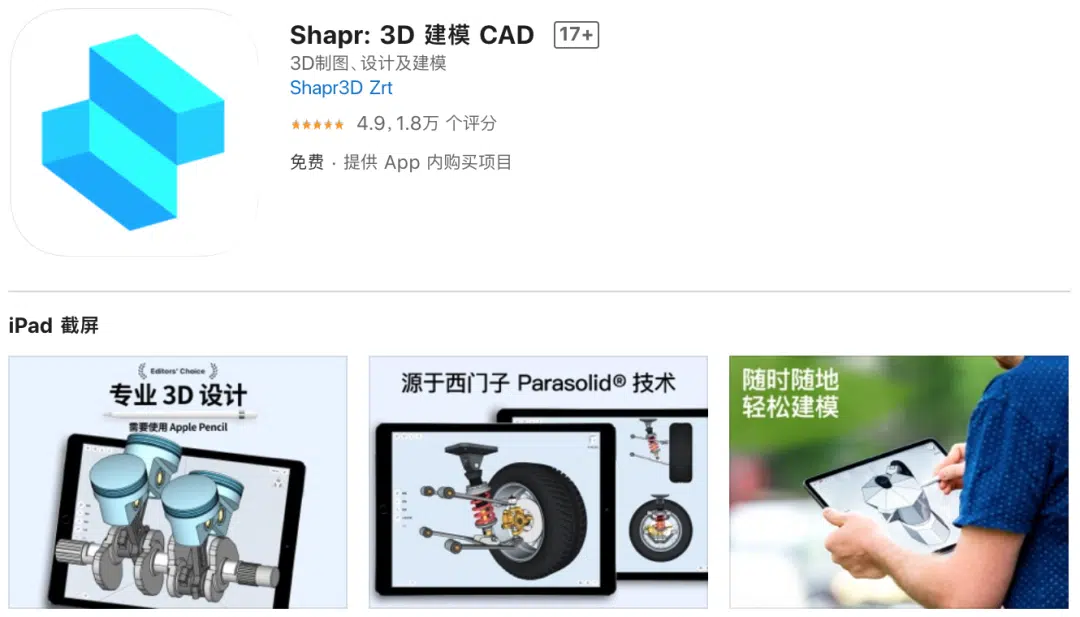 Shapr: 3D 建模 CAD 17+
3D制图、设计及建模
Shapr3D Zrt
4.9，1.8万 个评分
免费 · 提供 App 内购买项目
iPad 截屏
Editors' Choice
专业 3D 设计
需要使用 Apple Pencil
源于西门子 Parasolid® 技术
随时随地
轻松建模